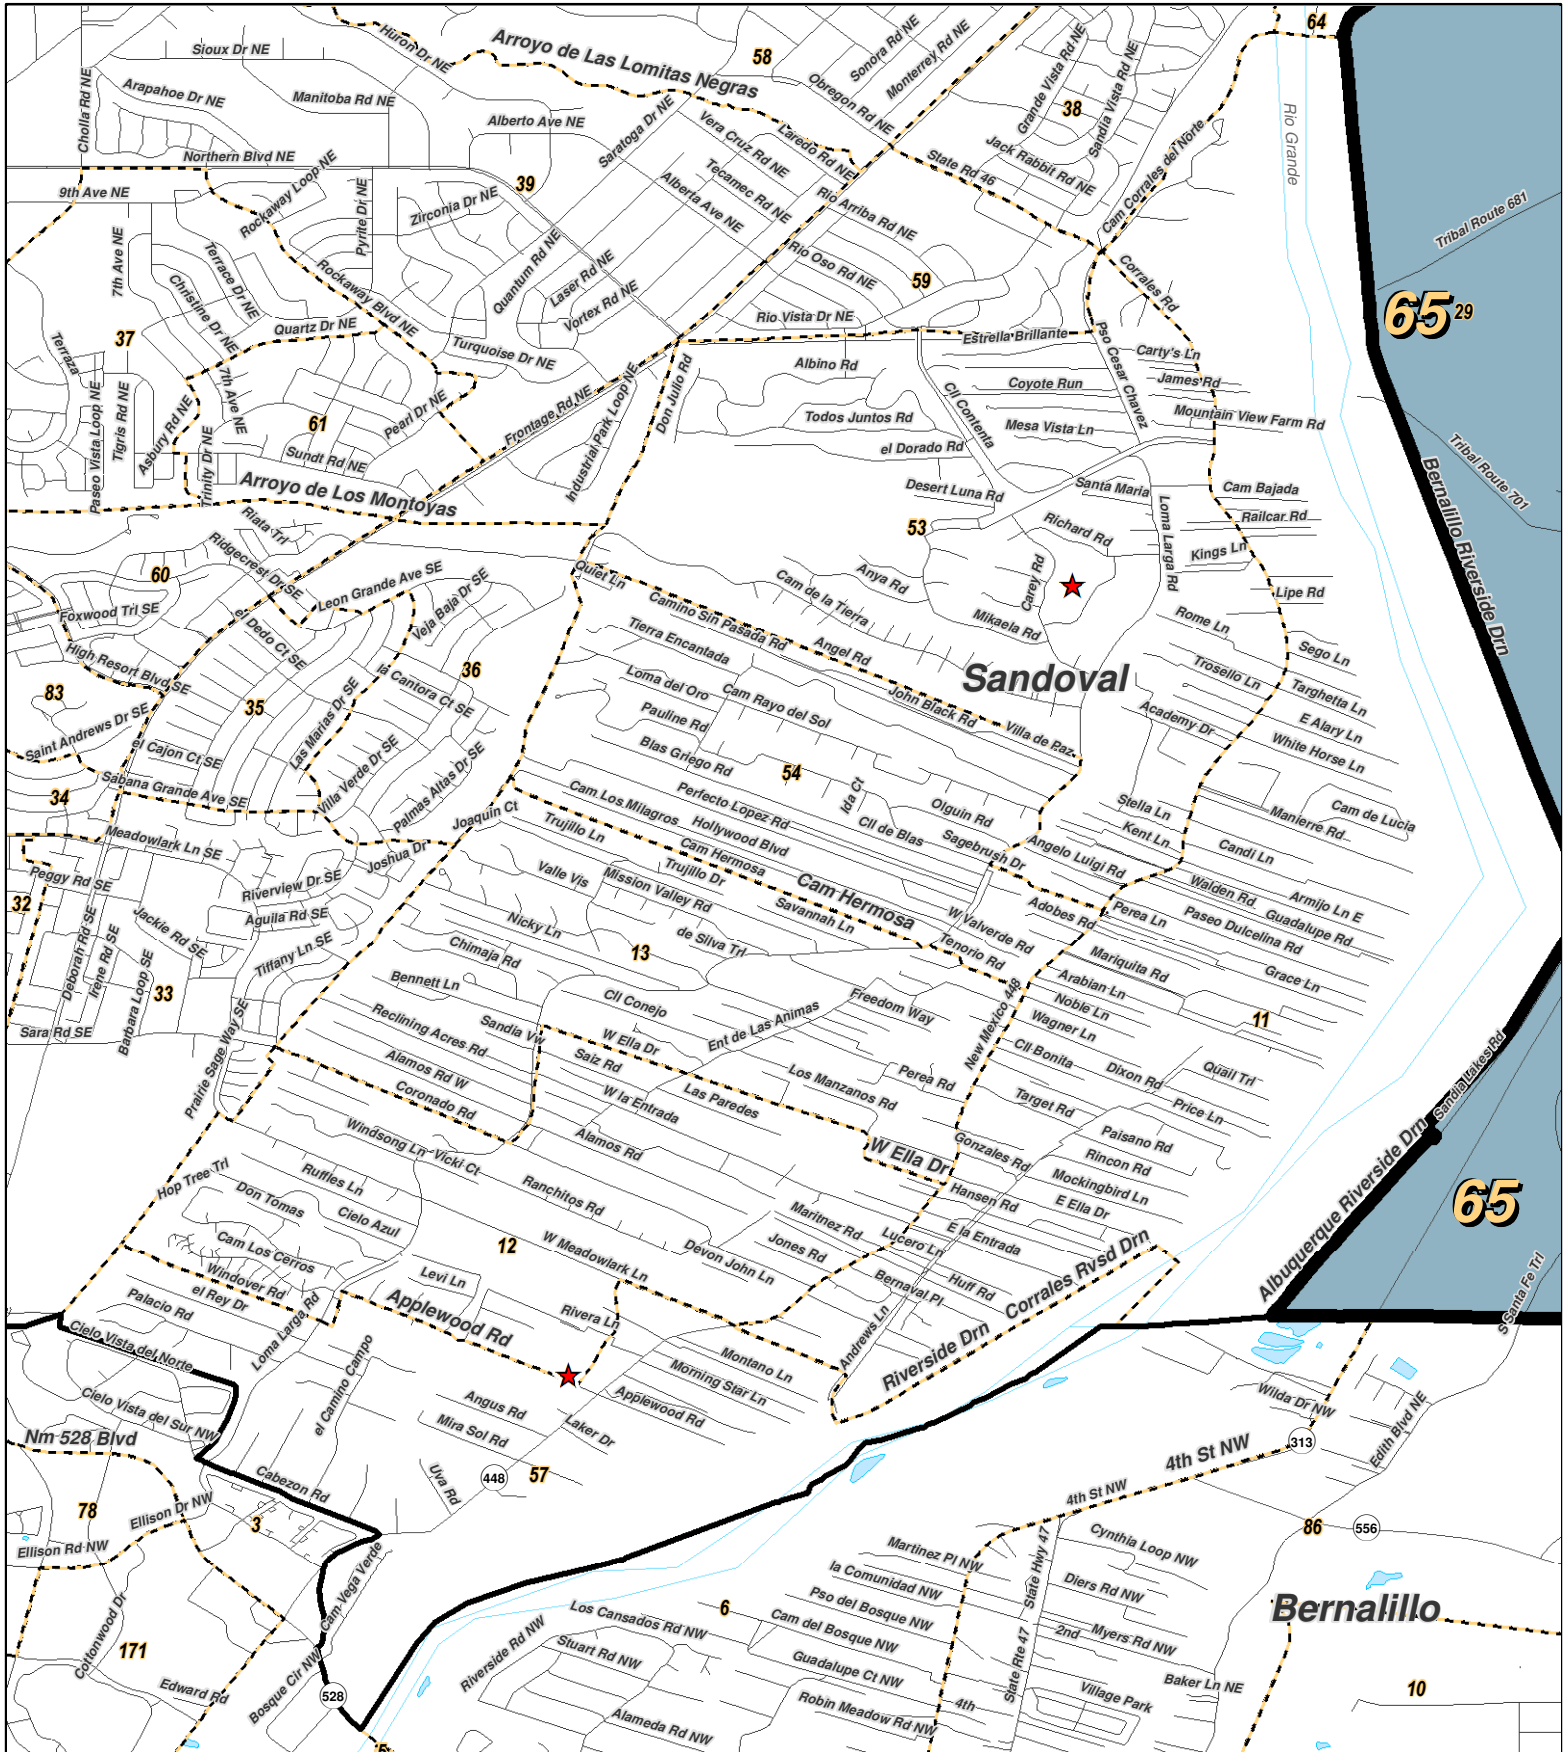 64
Sioux Dr NE
Huron Dr NE
Arroyo de Las Lomitas Negras
58
Sonora Rd NE
Monterrey Rd NE
Obregon Rd NE
Grande Vista Rd NE
Sandia Vista Rd NE
38
Cholla Rd NE
Arapahoe Dr NE
Manitoba Rd NE
Alberto Ave NE
Saratoga Dr NE
Vera Cruz Rd NE
Laredo Rd NE
State Rd 46
Jack Rabbit Rd NE
Cam Corrales del Norte
Rio Grande
Northern Blvd NE
9th Ave NE
Rockaway Loop NE
Pyrite Dr NE
Zirconia Dr NE
39
Tecamec Rd NE
Alberta Ave NE
Rio Arriba Rd NE
Tribal Route 681
7th Ave NE
Terrace Dr NE
Christine Dr NE
Rockaway Blvd NE
Quantum Rd NE
Laser Rd NE
Vortex Rd NE
Rio Oso Rd NE
59
Corrales Rd
65 29
Quartz Dr NE
Turquoise Dr NE
Rio Vista Dr NE
Estrella Brillante
Pso Cesar Chavez
37
Terraza
Paseo Vista Loop NE
Tigris Rd NE
Asbury Rd NE
7th Ave NE
Trinity Dr NE
61
Pearl Dr NE
Sundt Rd NE
Frontage Rd NE
Industrial Park Loop NE
Don Julio Rd
Albino Rd
Carty's Ln
James Rd
Coyote Run
Cll Contenta
Todos Juntos Rd
Mesa Vista Ln
Mountain View Farm Rd
el Dorado Rd
Arroyo de Los Montoyas
Desert Luna Rd
Santa Maria
Cam Bajada
Railcar Rd
Bernalillo Riverside Drn
Tribal Route 701
53
Richard Rd
Loma Larga Rd
Kings Ln
Riata Trl
Ridgecrest Dr SE
60
Leon Grande Ave SE
Quiet Ln
Foxwood Trl SE
el Dedo Ct SE
Veja Baja Dr SE
Camino Sin Pasada Rd
Cam de la Tierra
Anya Rd
Carey Rd
Mikaela Rd
Lipe Rd
Rome Ln
Tierra Encantada
Angel Rd
Sandoval
Sego Ln
High Resort Blvd SE
83
36
la Cantora Ct SE
Loma del Oro
Cam Rayo del Sol
John Black Rd
Trosello Ln
Targhetta Ln
35
Las Marias Dr SE
Pauline Rd
Villa de Paz
Academy Dr
E Alary Ln
White Horse Ln
Saint Andrews Dr SE
el Cajon Ct SE
Villa Verde Dr SE
Palmas Altas Dr SE
Blas Griego Rd
54
34
Sabana Grande Ave SE
Joaquin Ct
Cam Los Milagros
Perfecto Lopez Rd
Ida Ct
Olguin Rd
Stella Ln
Manierre Rd
Cam de Lucia
Meadowlark Ln SE
Trujillo Ln
Hollywood Blvd
Cll de Blas
Sagebrush Dr
Kent Ln
Candi Ln
Joshua Dr
Cam Hermosa
Angelo Luigi Rd
Peggy Rd SE
Riverview Dr SE
Valle Vis
Trujillo Dr
Cam Hermosa
Walden Rd
Armijo Ln E
32
Mission Valley Rd
Savannah Ln
Adobes Rd
Perea Ln
Guadalupe Rd
Aguila Rd SE
Nicky Ln
W Valverde Rd
Paseo Dulcelina Rd
Jackie Rd SE
Deborah Rd SE
Irene Rd SE
Tiffany Ln SE
Chimaja Rd
de Silva Trl
Tenorio Rd
Mariquita Rd
Grace Ln
13
Barbara Loop SE
33
Bennett Ln
Cll Conejo
Freedom Way
New Mexico 448
Arabian Ln
Noble Ln
11
Sara Rd SE
Prairie Sage Way SE
Reclining Acres Rd
Sandia Vw
W Ella Dr
Ent de Las Animas
Wagner Ln
Cll Bonita
Alamos Rd W
Saiz Rd
Perea Rd
Dixon Rd
Quail Trl
Sandia Lakes Rd
Coronado Rd
W la Entrada
Las Paredes
Los Manzanos Rd
Target Rd
Price Ln
Windsong Ln
Vicki Ct
Alamos Rd
W Ella Dr
Gonzales Rd
Paisano Rd
Rincon Rd
Albuquerque Riverside Drn
Hop Tree Trl
Ruffles Ln
Don Tomas
Ranchitos Rd
Hansen Rd
Mockingbird Ln
E Ella Dr
65
Cielo Azul
Maritnez Rd
Cam Los Cerros
12
W Meadowlark Ln
Devon John Ln
Jones Rd
Lucero Ln
E la Entrada
Windover Rd
Levi Ln
Bernaval Pl
Huff Rd
Corrales Rvsd Drn
Palacio Rd
el Rey Dr
Applewood Rd
Rivera Ln
S Santa Fe Trl
Loma Larga Rd
Andrews Ln
Riverside Drn
Cielo Vista del Norte
el Camino Campo
Montano Ln
Morning Star Ln
Cielo Vista del Sur NW
Angus Rd
Applewood Rd
Wilda Dr NW
Nm 528 Blvd
Mira Sol Rd
Laker Dr
4th St NW
313
Edith Blvd NE
Cabezon Rd
Uva Rd
448
57
4th St NW
78
Ellison Dr NW
3
86
556
Ellison Rd NW
Martinez Pl NW
State Hwy 47
Cynthia Loop NW
Cam Vega Verde
la Comunidad NW
Diers Rd NW
Cottonwood Dr
6
Pso del Bosque NW
Bernalillo
171
Riverside Rd NW
Los Cansados Rd NW
Cam del Bosque NW
2nd
Myers Rd NW
Stuart Rd NW
Guadalupe Ct NW
State Rte 47
Baker Ln NE
Edward Rd
Bosque Cir NW
528
4th
Village Park
10
Alameda Rd NW
Robin Meadow Rd NW
5